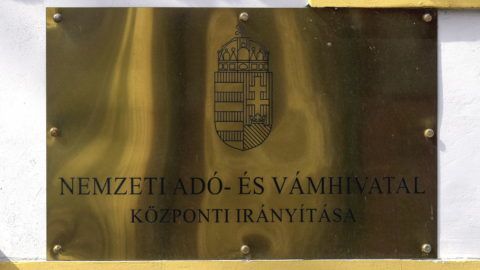 NEMZETI ADÓ- ÉS VÁMHIVATAL
KÖZPONTI IRÁNYÍTÁSA